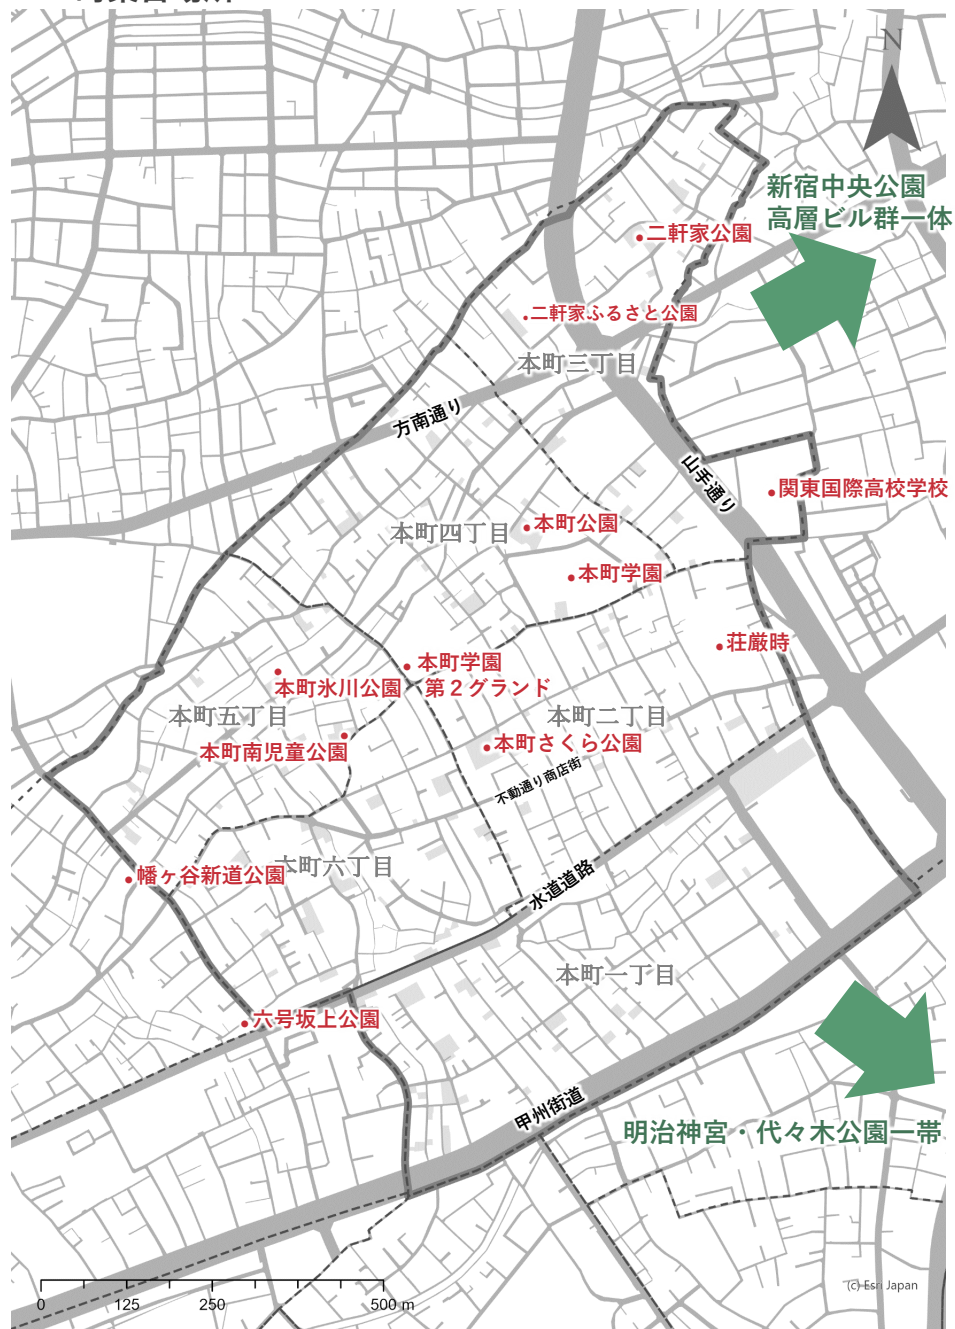 N
新宿中央公園
高層ビル群一体
二軒家公園
二軒家ふるさと公園
本町三丁目
方南通り
山手通り
関東国際高校学校
本町公園
本町四丁目
本町学園
荘厳時
本町学園
第２グランド
本町氷川公園
本町五丁目
本町二丁目
本町南児童公園
本町さくら公園
不動通り商店街
本町六丁目
幡ヶ谷新道公園
水道道路
本町一丁目
六号坂上公園
甲州街道
明治神宮・代々木公園一帯
(c) Esri Japan
0 125 250 500 m